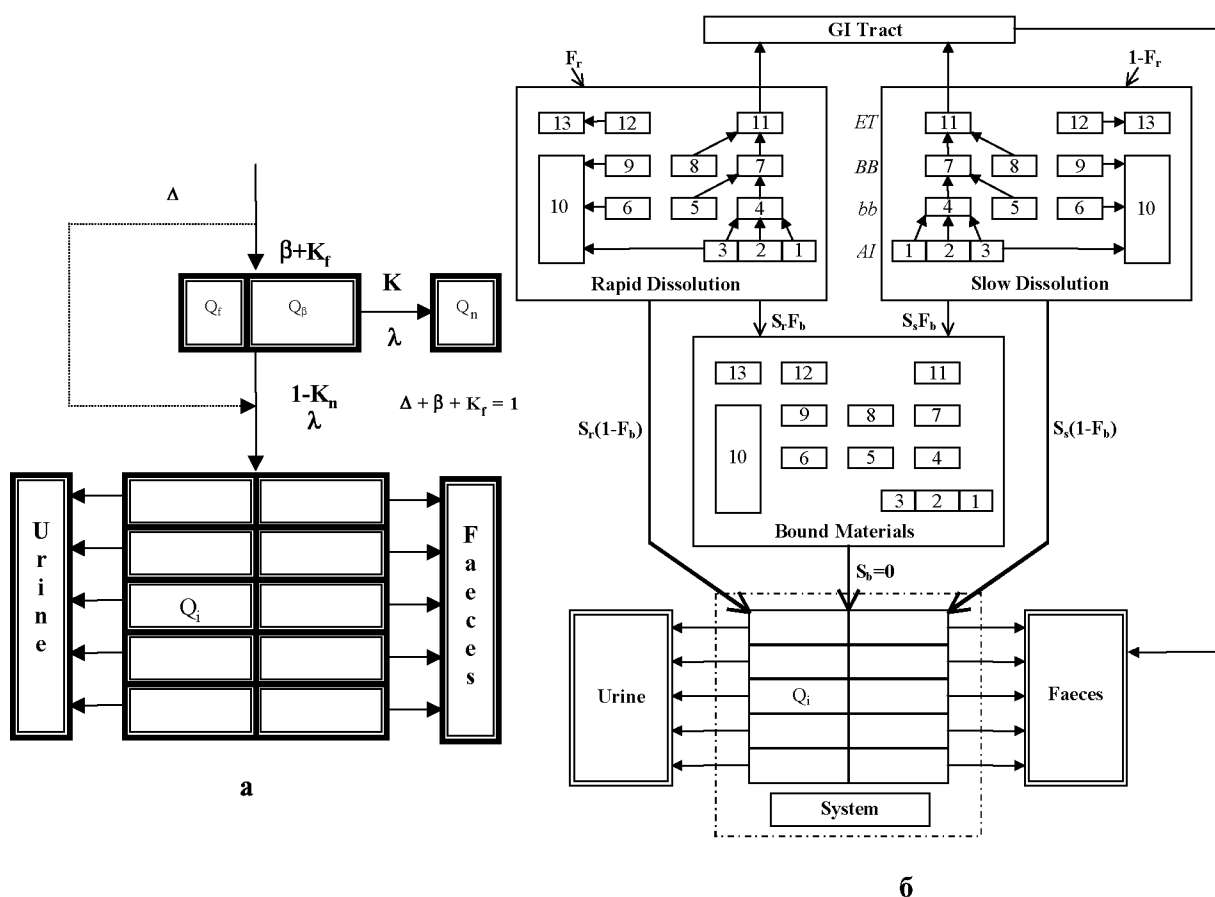 Δ
β+K_f
Q_f
Q_β
K
λ
Q_n
1-K_n
λ
Δ + β + K_f = 1
Urine
Q_i
Faeces
а
GI Tract
F_r
1-F_r
13
12
11
9
8
7
10
6
5
4
3
2
1
Rapid Dissolution
ET
BB
bb
AI
11
12
13
7
8
9
4
5
6
10
1
2
3
Slow Dissolution
S_rF_b
S_sF_b
13
12
11
9
8
7
10
6
5
4
3
2
1
Bound Materials
S_r(1-F_b)
S_s(1-F_b)
S_b=0
Urine
Q_i
Faeces
System
б